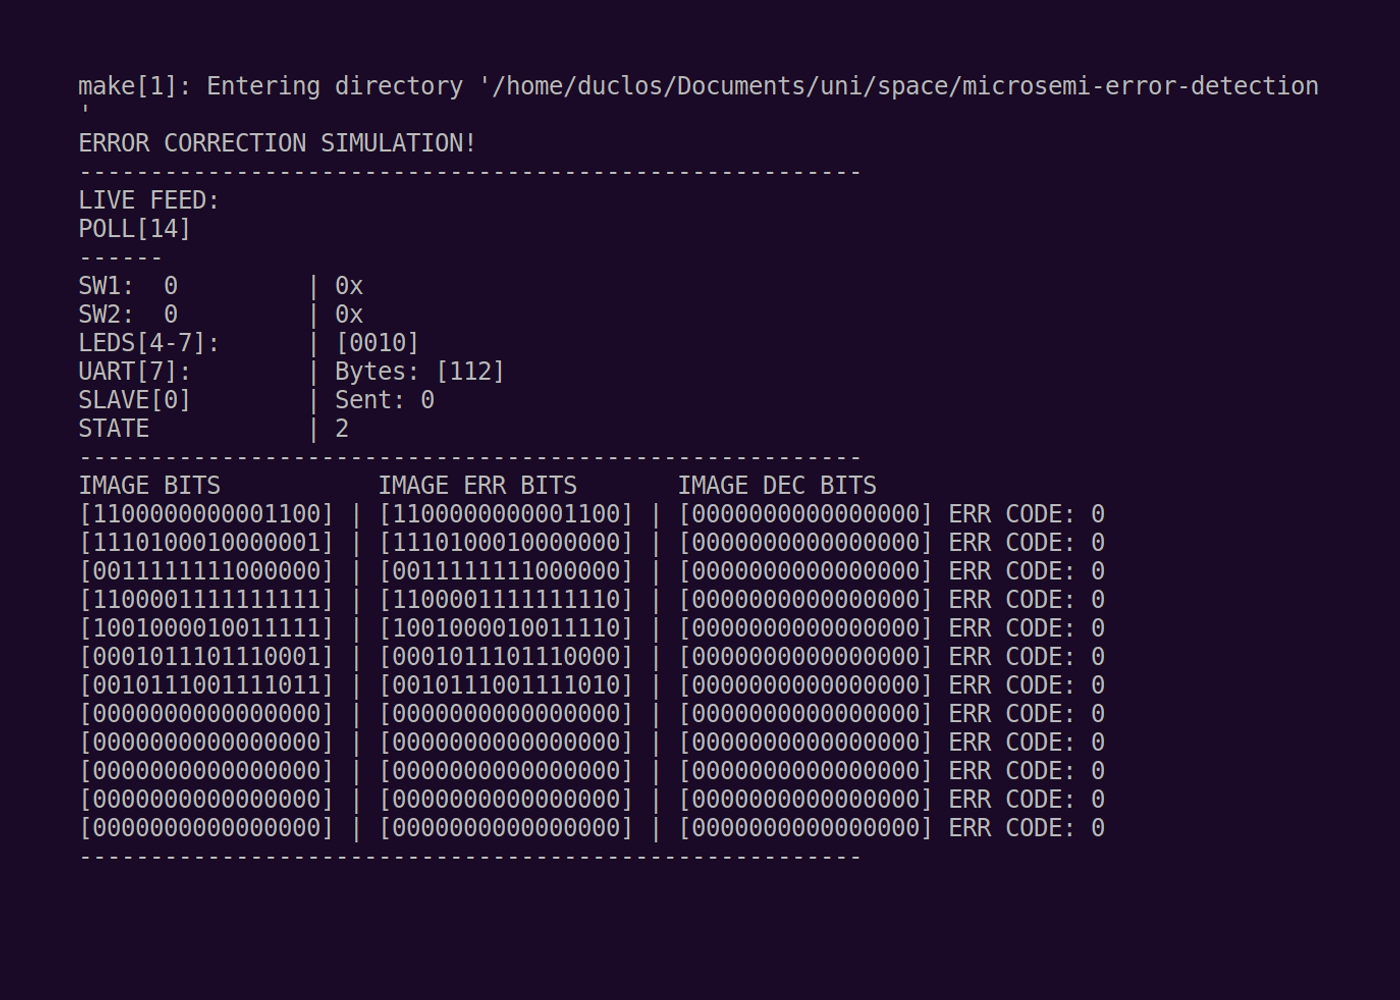 make[1]: Entering directory '/home/duclos/Documents/uni/space/microsemi-error-detection
'
ERROR CORRECTION SIMULATION!
-------------------------------------------------------
LIVE FEED:
POLL[14]
------
SW1:  0         | 0x
SW2:  0         | 0x
LEDS[4-7]:      | [0010]
UART[7]:        | Bytes: [112]
SLAVE[0]        | Sent: 0
STATE           | 2
-------------------------------------------------------
IMAGE BITS           IMAGE ERR BITS       IMAGE DEC BITS
[1100000000001100] | [1100000000001100] | [0000000000000000] ERR CODE: 0
[1110100010000001] | [1110100010000000] | [0000000000000000] ERR CODE: 0
[0011111111000000] | [0011111111000000] | [0000000000000000] ERR CODE: 0
[1100001111111111] | [1100001111111110] | [0000000000000000] ERR CODE: 0
[1001000010011111] | [1001000010011110] | [0000000000000000] ERR CODE: 0
[0001011101110001] | [0001011101110000] | [0000000000000000] ERR CODE: 0
[0010111001111011] | [0010111001111010] | [0000000000000000] ERR CODE: 0
[0000000000000000] | [0000000000000000] | [0000000000000000] ERR CODE: 0
[0000000000000000] | [0000000000000000] | [0000000000000000] ERR CODE: 0
[0000000000000000] | [0000000000000000] | [0000000000000000] ERR CODE: 0
[0000000000000000] | [0000000000000000] | [0000000000000000] ERR CODE: 0
[0000000000000000] | [0000000000000000] | [0000000000000000] ERR CODE: 0
-------------------------------------------------------